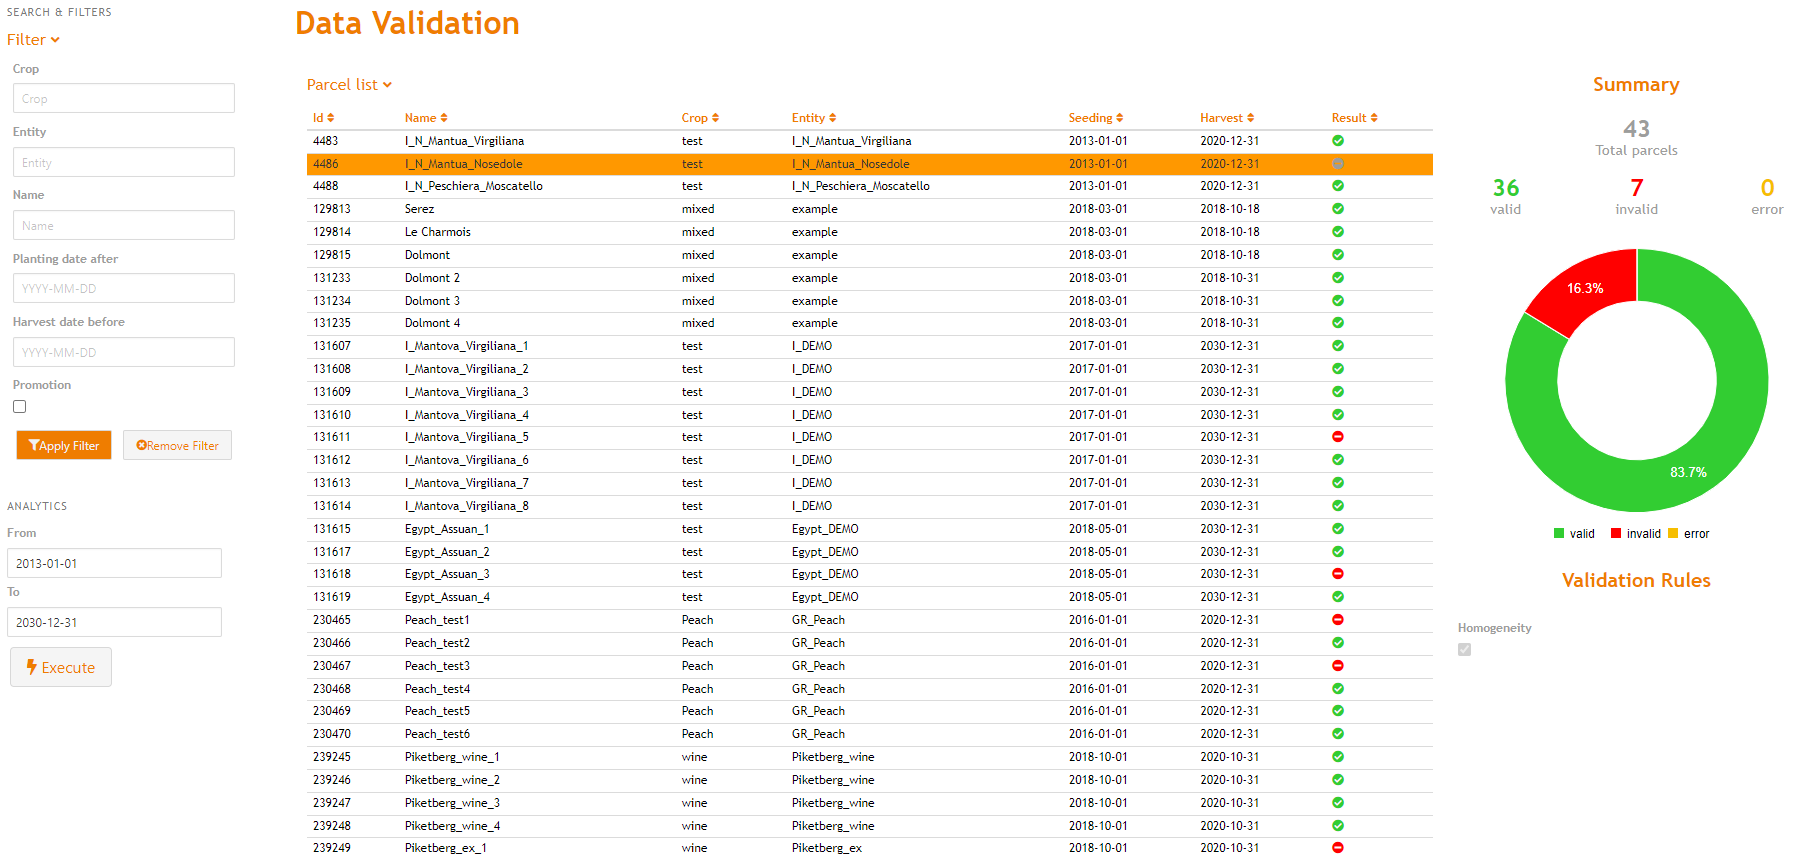 SEARCH & FILTERS
Filter
Crop
Crop
Entity
Entity
Name
Name
Planting date after
YYYY-MM-DD
Harvest date before
YYYY-MM-DD
Promotion
Apply Filter Remove Filter
ANALYTICS
From
2013-01-01
To
2030-12-31
Execute
Data Validation
Parcel list
Id Name Crop Entity Seeding Harvest Result
4483 I_N_Mantua_Virgiliana test I_N_Mantua_Virgiliana 2013-01-01 2020-12-31
4486 I_N_Mantua_Nosedole test I_N_Mantua_Nosedole 2013-01-01 2020-12-31
4488 I_N_Peschiera_Moscatello test I_N_Peschiera_Moscatello 2013-01-01 2020-12-31
129813 Serez mixed example 2018-03-01 2018-10-18
129814 Le Charmois mixed example 2018-03-01 2018-10-18
129815 Dolmont mixed example 2018-03-01 2018-10-18
131233 Dolmont 2 mixed example 2018-03-01 2018-10-31
131234 Dolmont 3 mixed example 2018-03-01 2018-10-31
131235 Dolmont 4 mixed example 2018-03-01 2018-10-31
131607 I_Mantova_Virgiliana_1 test I_DEMO 2017-01-01 2030-12-31
131608 I_Mantova_Virgiliana_2 test I_DEMO 2017-01-01 2030-12-31
131609 I_Mantova_Virgiliana_3 test I_DEMO 2017-01-01 2030-12-31
131610 I_Mantova_Virgiliana_4 test I_DEMO 2017-01-01 2030-12-31
131611 I_Mantova_Virgiliana_5 test I_DEMO 2017-01-01 2030-12-31
131612 I_Mantova_Virgiliana_6 test I_DEMO 2017-01-01 2030-12-31
131613 I_Mantova_Virgiliana_7 test I_DEMO 2017-01-01 2030-12-31
131614 I_Mantova_Virgiliana_8 test I_DEMO 2017-01-01 2030-12-31
131615 Egypt_Assuan_1 test Egypt_DEMO 2018-05-01 2030-12-31
131617 Egypt_Assuan_2 test Egypt_DEMO 2018-05-01 2030-12-31
131618 Egypt_Assuan_3 test Egypt_DEMO 2018-05-01 2030-12-31
131619 Egypt_Assuan_4 test Egypt_DEMO 2018-05-01 2030-12-31
230465 Peach_test1 Peach GR_Peach 2016-01-01 2020-12-31
230466 Peach_test2 Peach GR_Peach 2016-01-01 2020-12-31
230467 Peach_test3 Peach GR_Peach 2016-01-01 2020-12-31
230468 Peach_test4 Peach GR_Peach 2016-01-01 2020-12-31
230469 Peach_test5 Peach GR_Peach 2016-01-01 2020-12-31
230470 Peach_test6 Peach GR_Peach 2016-01-01 2020-12-31
239245 Piketberg_wine_1 wine Piketberg_wine 2018-10-01 2020-10-31
239246 Piketberg_wine_2 wine Piketberg_wine 2018-10-01 2020-10-31
239247 Piketberg_wine_3 wine Piketberg_wine 2018-10-01 2020-10-31
239248 Piketberg_wine_4 wine Piketberg_wine 2018-10-01 2020-10-31
239249 Piketberg_ex_1 wine Piketberg_ex 2018-10-01 2020-10-31
Summary
43
Total parcels
36 7 0
valid invalid error
16.3%
83.7%
valid invalid error
Validation Rules
Homogeneity